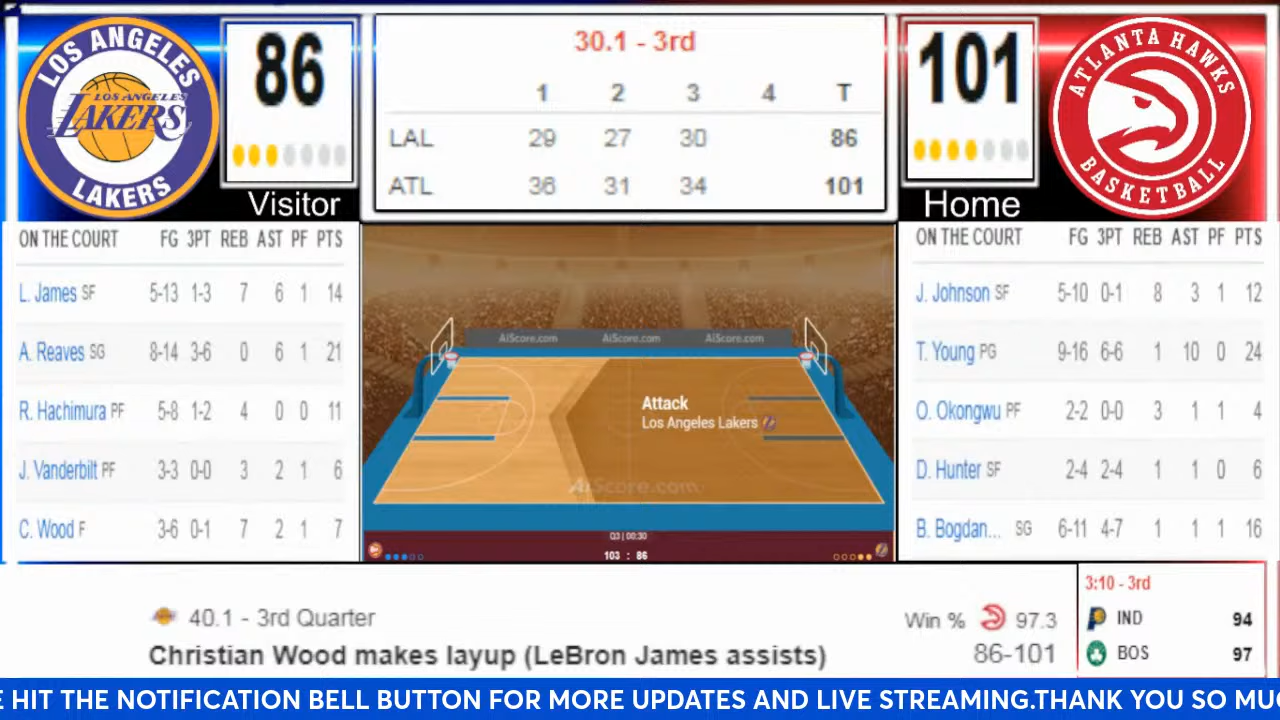 LOS ANGELES
LOS ANGELES
LAKERS
LAKERS
86
Visitor
30.1 - 3rd
1 2 3 4 T
LAL 29 27 30 86
ATL 36 31 34 101
101
Home
ATLANTA HAWKS
BASKETBALL
ON THE COURT FG 3PT REB AST PF PTS
L. James SF 5-13 1-3 7 6 1 14
A. Reaves SG 8-14 3-6 0 6 1 21
R. Hachimura PF 5-8 1-2 4 0 0 11
J. Vanderbilt PF 3-3 0-0 3 2 1 6
C. Wood F 3-6 0-1 7 2 1 7
AiScore.com AiScore.com AiScore.com
Attack
Los Angeles Lakers
AiScore.com
Q3 | 00:30
103 : 86
ON THE COURT FG 3PT REB AST PF PTS
J. Johnson SF 5-10 0-1 8 3 1 12
T. Young PG 9-16 6-6 1 10 0 24
O. Okongwu PF 2-2 0-0 3 1 1 4
D. Hunter SF 2-4 2-4 1 1 0 6
B. Bogdan... SG 6-11 4-7 1 1 1 16
40.1 - 3rd Quarter
Christian Wood makes layup (LeBron James assists)
Win % 97.3
86-101
3:10 - 3rd
IND 94
BOS 97
E HIT THE NOTIFICATION BELL BUTTON FOR MORE UPDATES AND LIVE STREAMING.THANK YOU SO MUC